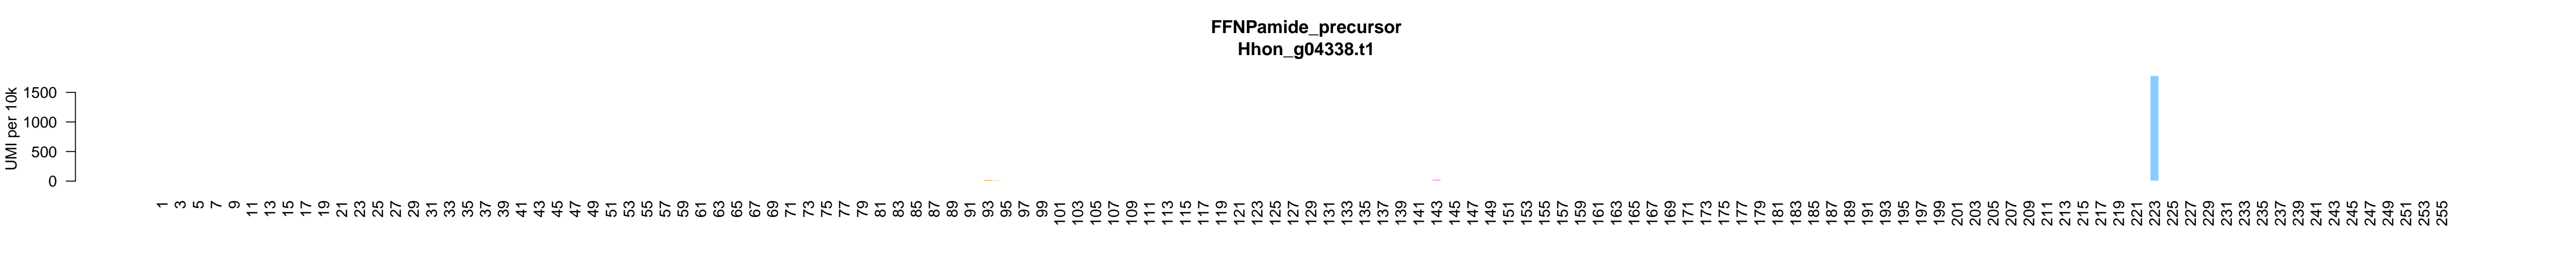 FFNPamide_precursor
Hhon_g04338.t1
UMI per 10k
1500
1000
500
0
1 3 5 7 9 11 13 15 17 19 21 23 25 27 29 31 33 35 37 39 41 43 45 47 49 51 53 55 57 59 61 63 65 67 69 71 73 75 77 79 81 83 85 87 89 91 93 95 97 99 101 103 105 107 109 111 113 115 117 119 121 123 125 127 129 131 133 135 137 139 141 143 145 147 149 151 153 155 157 159 161 163 165 167 169 171 173 175 177 179 181 183 185 187 189 191 193 195 197 199 201 203 205 207 209 211 213 215 217 219 221 223 225 227 229 231 233 235 237 239 241 243 245 247 249 251 253 255